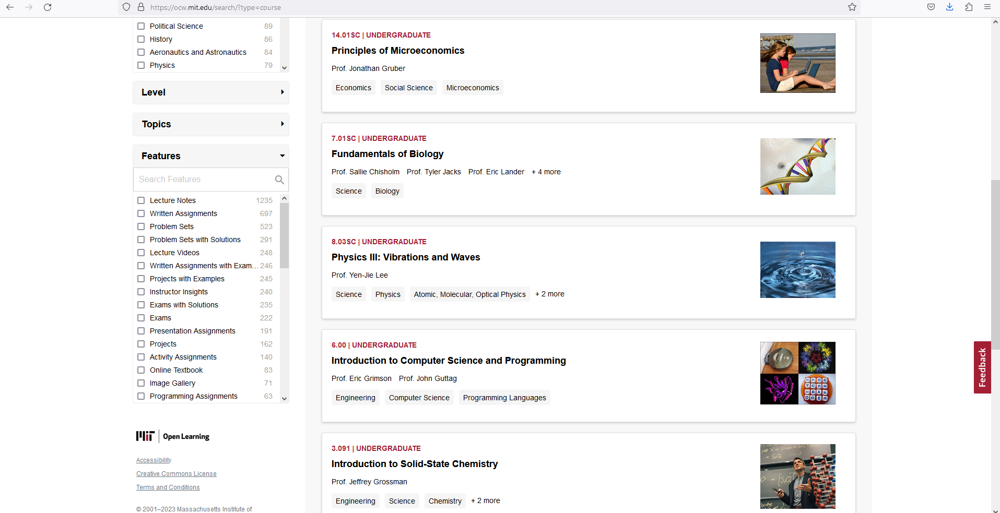 https://ocw.mit.edu/search/?type=course
Political Science 89
History 86
Aeronautics and Astronautics 84
Physics 79
Level
Topics
Features
Search Features
Lecture Notes 1235
Written Assignments 697
Problem Sets 523
Problem Sets with Solutions 291
Lecture Videos 248
Written Assignments with Exam... 246
Projects with Examples 245
Instructor Insights 240
Exams with Solutions 235
Exams 222
Presentation Assignments 191
Projects 162
Activity Assignments 140
Online Textbook 83
Image Gallery 71
Programming Assignments 63
MIT Open Learning
Accessibility
Creative Commons License
Terms and Conditions
© 2001–2023 Massachusetts Institute of
14.01SC | UNDERGRADUATE
Principles of Microeconomics
Prof. Jonathan Gruber
Economics Social Science Microeconomics
7.01SC | UNDERGRADUATE
Fundamentals of Biology
Prof. Sallie Chisholm Prof. Tyler Jacks Prof. Eric Lander + 4 more
Science Biology
8.03SC | UNDERGRADUATE
Physics III: Vibrations and Waves
Prof. Yen-Jie Lee
Science Physics Atomic, Molecular, Optical Physics + 2 more
6.00 | UNDERGRADUATE
Introduction to Computer Science and Programming
Prof. Eric Grimson Prof. John Guttag
Engineering Computer Science Programming Languages
3.091 | UNDERGRADUATE
Introduction to Solid-State Chemistry
Prof. Jeffrey Grossman
Engineering Science Chemistry + 2 more
Feedback